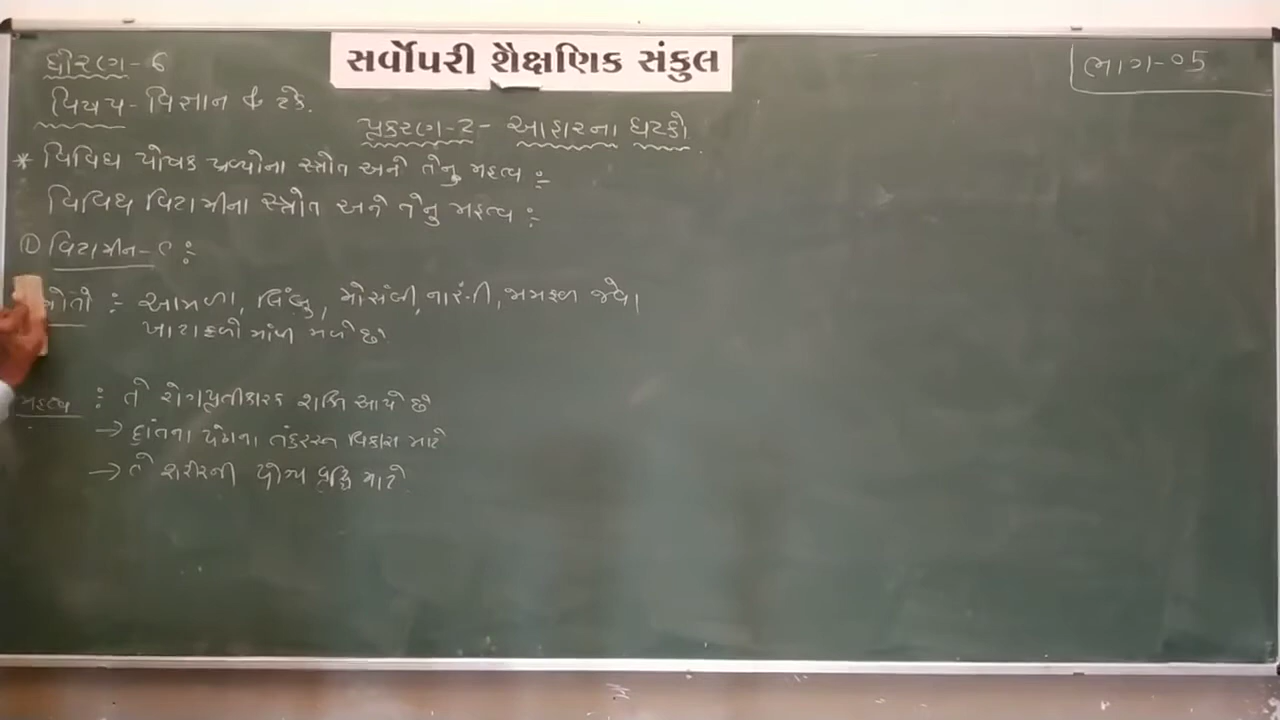 સર્વોપરી શૈક્ષણિક સંકુલ
ધોરણ-6
ભાગ-05
વિષય- વિજ્ઞાન & ટેક.
પ્રકરણ-2- આહારના ઘટકો.
* વિવિધ પોષક દ્રવ્યોના સ્ત્રોત અને તેનુ મહત્વ :-
વિવિધ વિટામીના સ્ત્રોત અને તેનુ મહત્વ :-
① વિટામીન-C :-
ત્રોતો :- આમળા, લિંબુ, મોસંબી, નારંગી, જામફળ જેવા
ખાટાફળો માંથી મળે છે
મહત્વ : તે રોગપ્રતીકારક શક્તિ આપે છે
→ દાંતના પેઢાના તંદુરસ્ત વિકાસ માટે
→ તે શરીરની યોગ્ય વૃદ્ધિ માટે